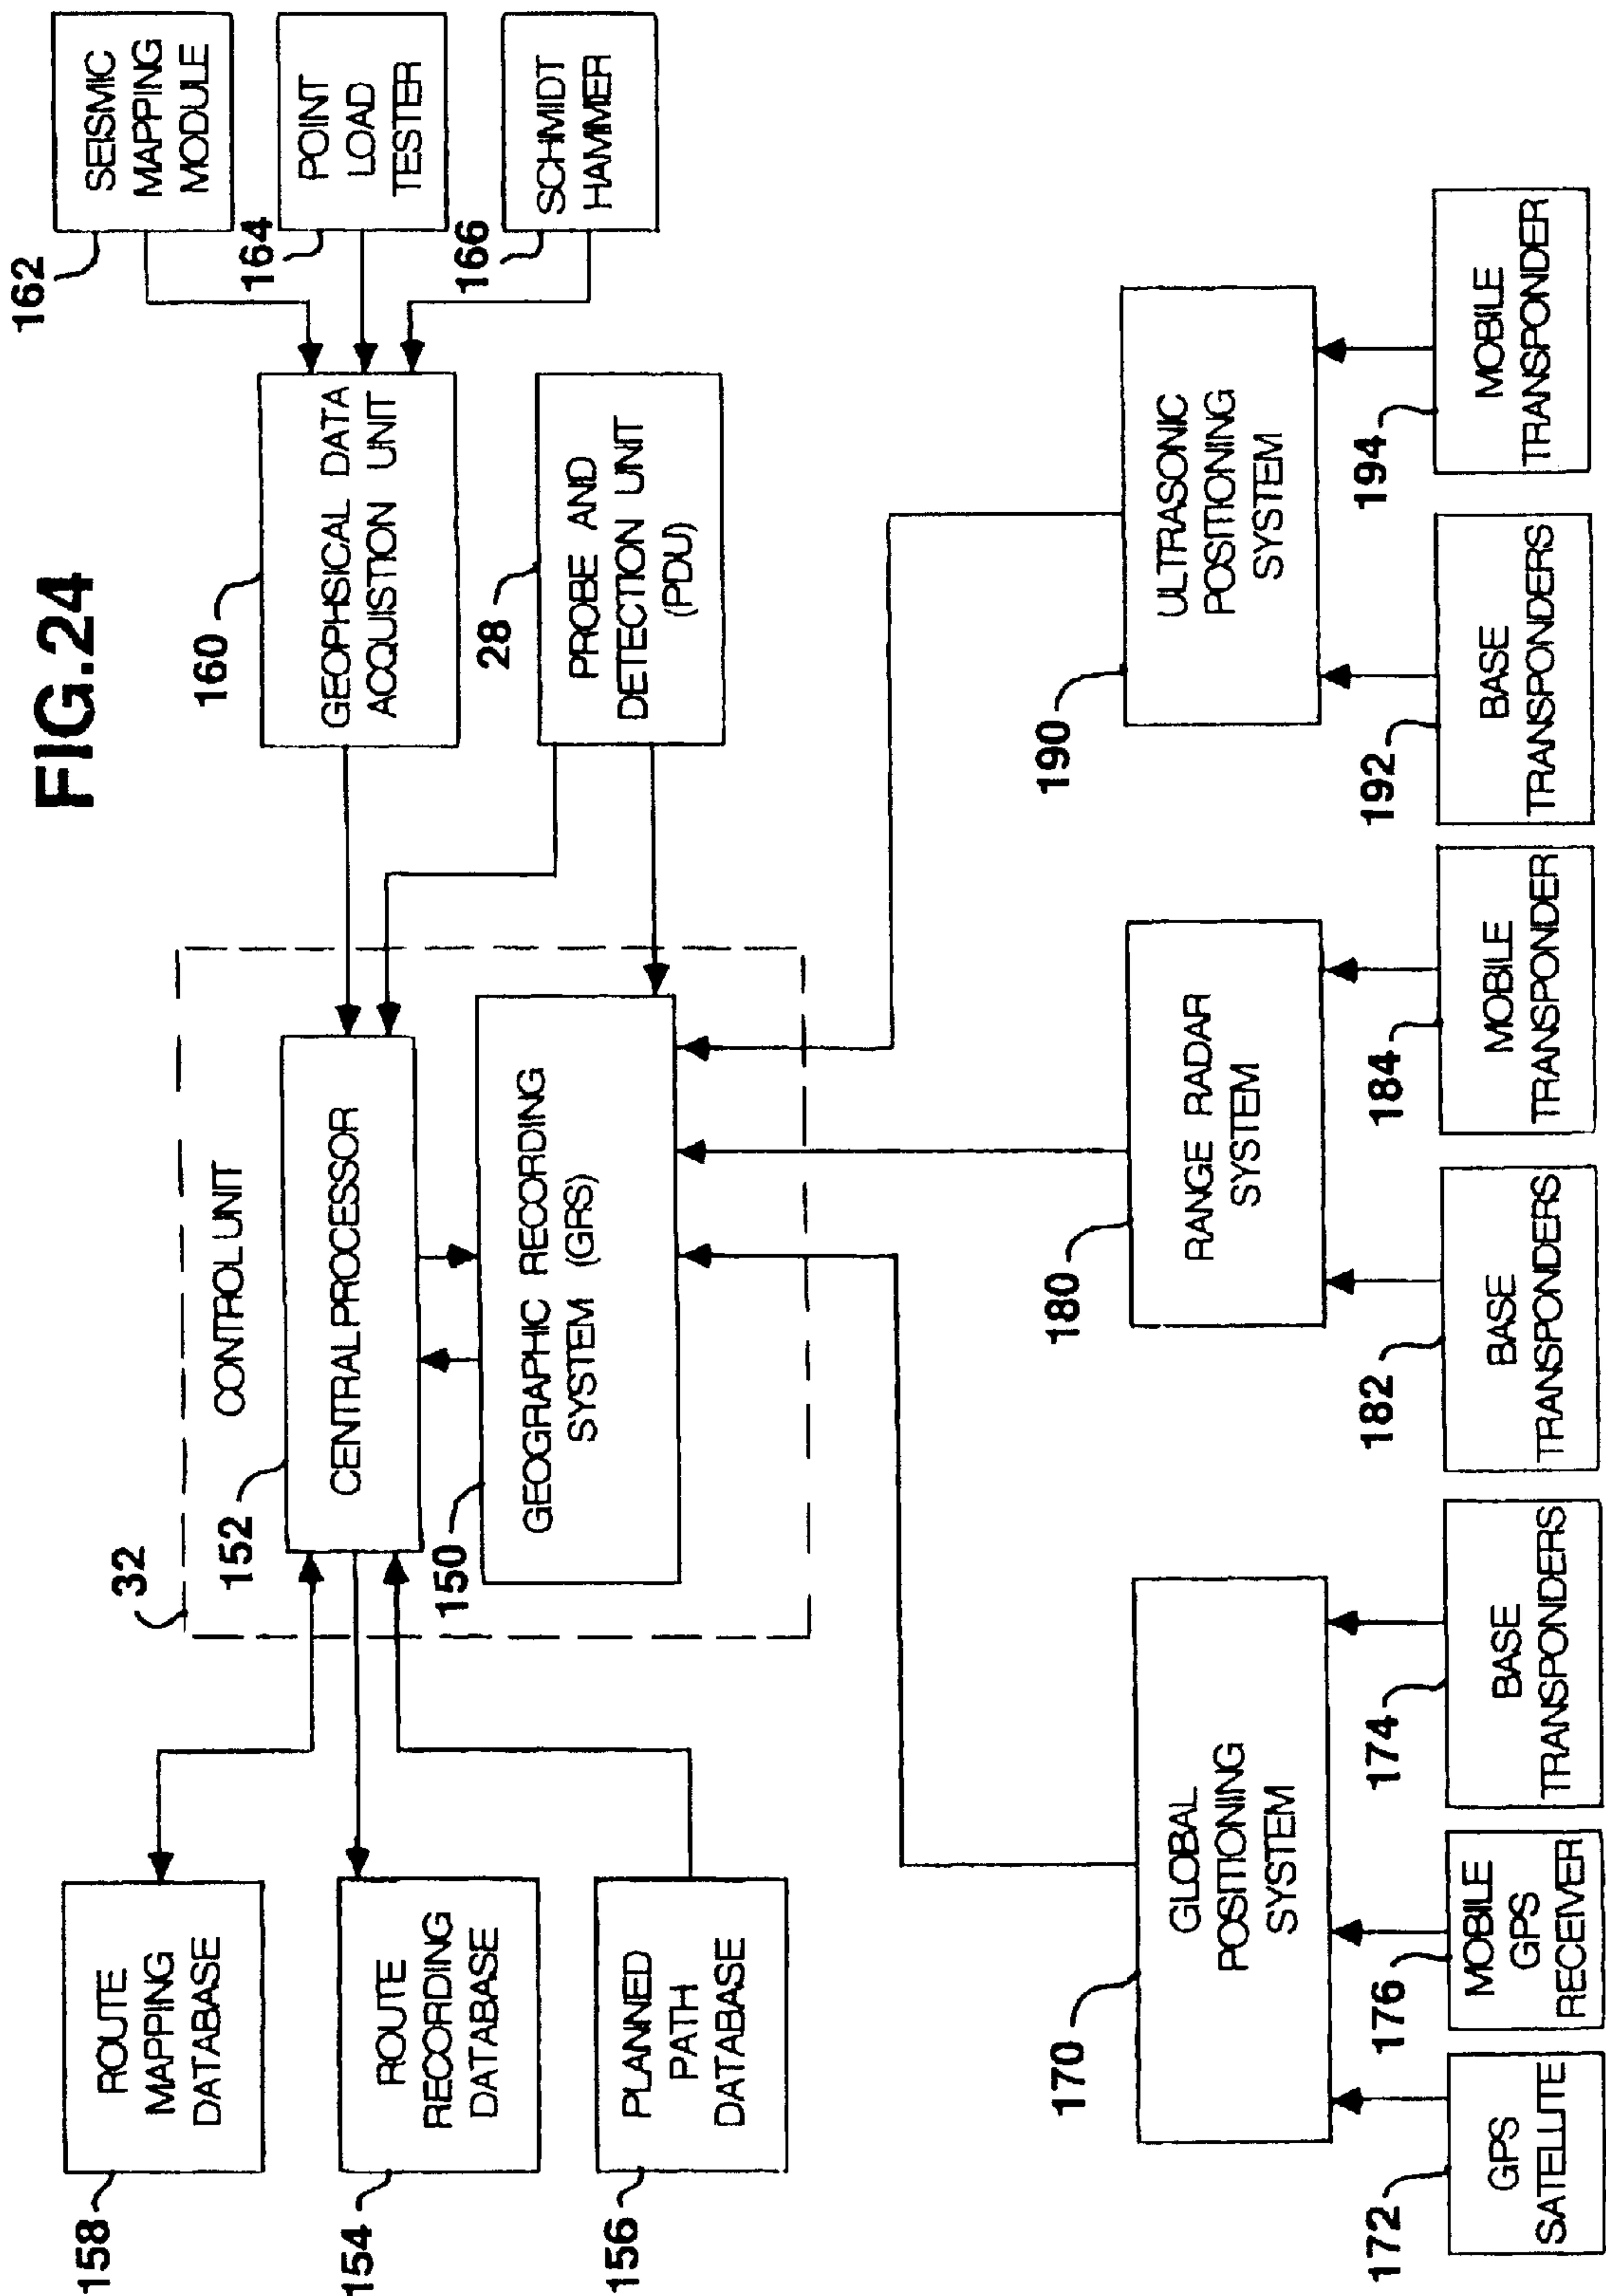 FIG.24
158
ROUTE
MAPPING
DATABASE
154
ROUTE
RECORDING
DATABASE
156
PLANNED
PATH
DATABASE
32
CONTROL UNIT
152
CENTRAL PROCESSOR
150
GEOGRAPHIC RECORDING
SYSTEM (GRS)
160
GEOPHSICAL DATA
ACQUISTION UNIT
28
PROBE AND
DETECTION UNIT
(PDU)
162
SEISMIC
MAPPING
MODULE
164
POINT
LOAD
TESTER
166
SCHMIDT
HAMMER
170
GLOBAL
POSITIONING
SYSTEM
180
RANGE RADAR
SYSTEM
190
ULTRASONIC
POSITIONING
SYSTEM
172
GPS
SATELLITE
176
MOBILE
GPS
RECEIVER
174
BASE
TRANSPONDERS
182
BASE
TRANSPONDERS
184
MOBILE
TRANSPONDER
192
BASE
TRANSPONDERS
194
MOBILE
TRANSPONDER